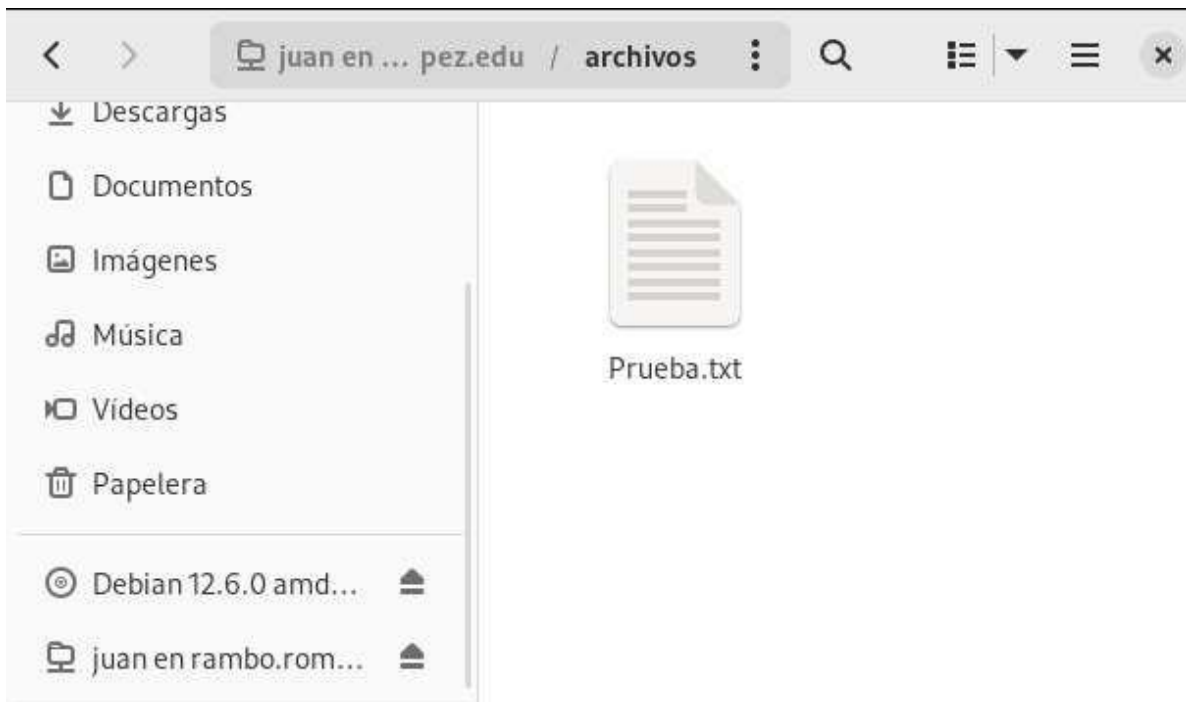 juan en ... pez.edu / archivos
Descargas
Documentos
Imágenes
Música
Vídeos
Papelera
Debian 12.6.0 amd...
juan en rambo.rom...
Prueba.txt